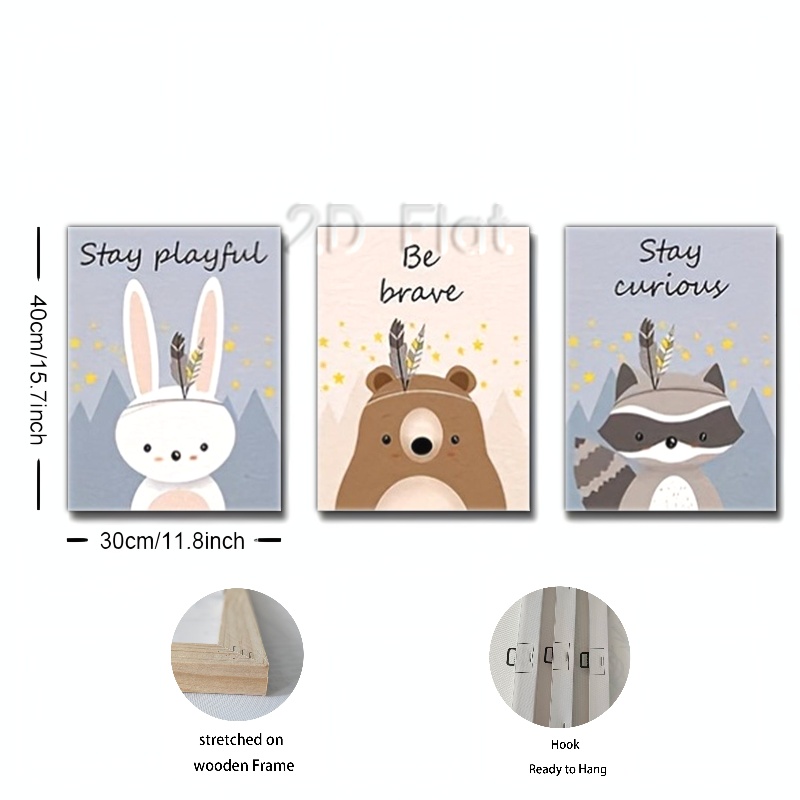 2D Flat
Stay playful
Be
brave
Stay
curious
40cm/15.7inch
30cm/11.8inch
stretched on
wooden Frame
Hook
Ready to Hang